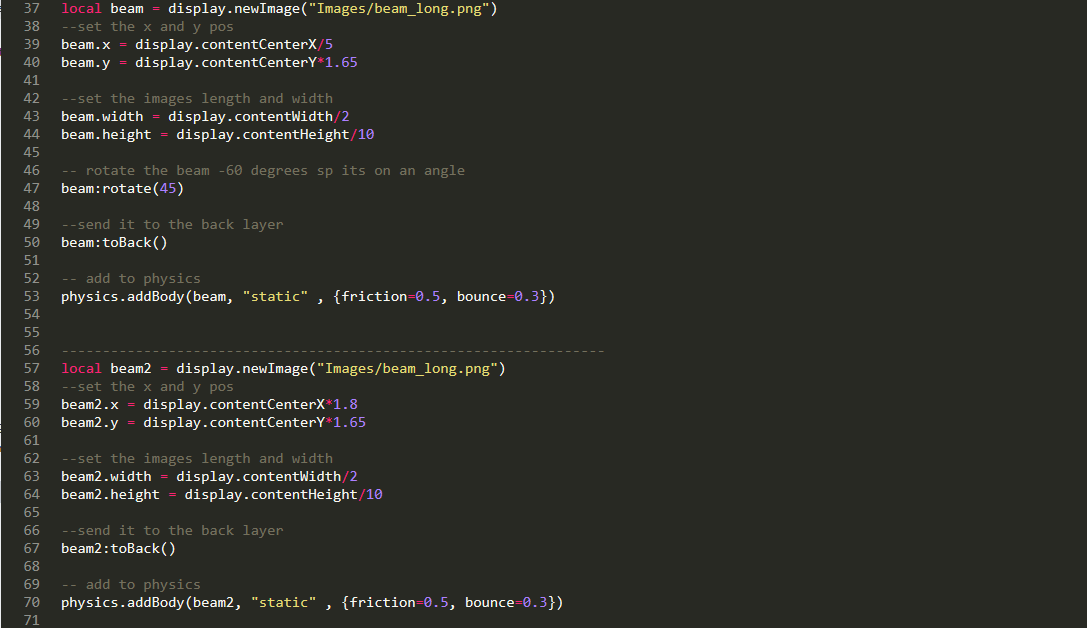 37 local beam = display.newImage("Images/beam_long.png")
38 --set the x and y pos
39 beam.x = display.contentCenterX/5
40 beam.y = display.contentCenterY*1.65
41
42 --set the images length and width
43 beam.width = display.contentWidth/2
44 beam.height = display.contentHeight/10
45
46 -- rotate the beam -60 degrees sp its on an angle
47 beam:rotate(45)
48
49 --send it to the back layer
50 beam:toBack()
51
52 -- add to physics
53 physics.addBody(beam, "static" , {friction=0.5, bounce=0.3})
54
55
56 ------------------------------------------------------------------
57 local beam2 = display.newImage("Images/beam_long.png")
58 --set the x and y pos
59 beam2.x = display.contentCenterX*1.8
60 beam2.y = display.contentCenterY*1.65
61
62 --set the images length and width
63 beam2.width = display.contentWidth/2
64 beam2.height = display.contentHeight/10
65
66 --send it to the back layer
67 beam2:toBack()
68
69 -- add to physics
70 physics.addBody(beam2, "static" , {friction=0.5, bounce=0.3})
71